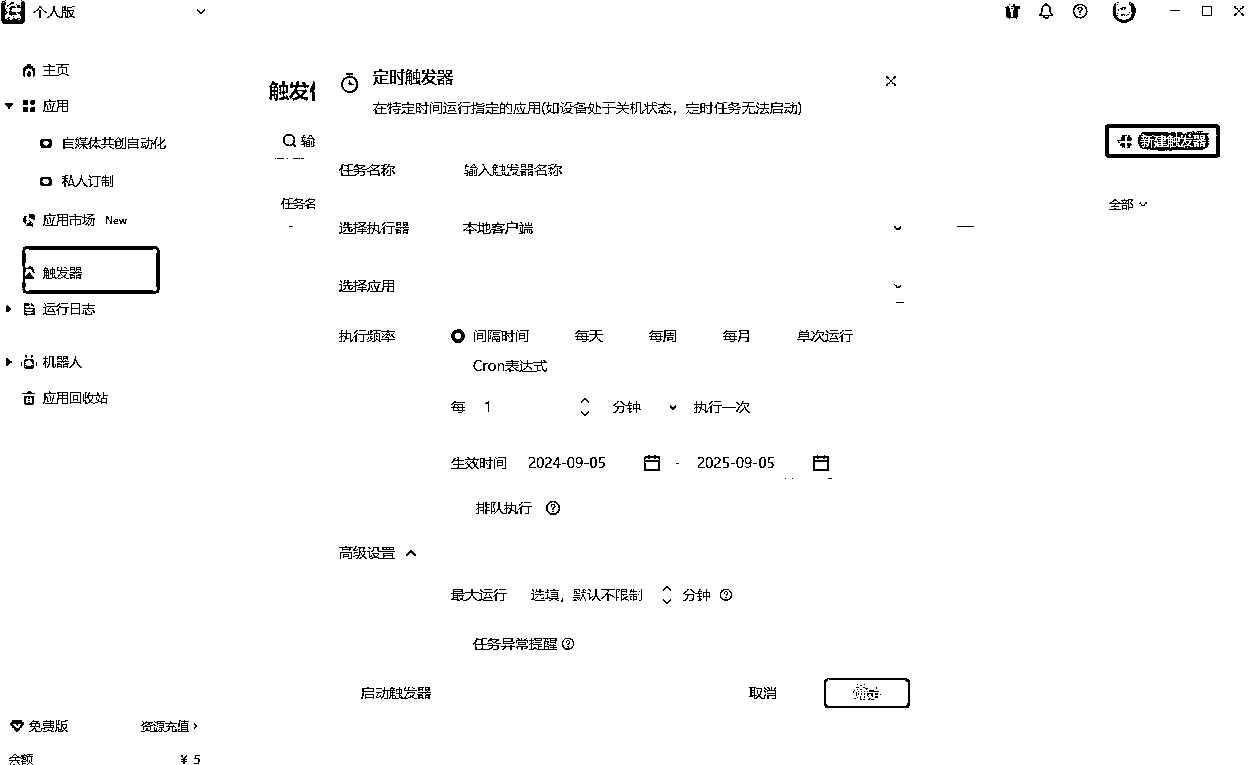 个人版
主页
应用
自媒体共创自动化
私人订制
应用市场 New
触发器
运行日志
机器人
应用回收站
免费版 资源充值
余额 ¥ 5
触发
输
任务名
新建触发器
全部
定时触发器
在特定时间运行指定的应用(如设备处于关机状态，定时任务无法启动)
任务名称 输入触发器名称
选择执行器 本地客户端
选择应用
执行频率 间隔时间 每天 每周 每月 单次运行
Cron表达式
每 1 分钟 执行一次
生效时间 2024-09-05 - 2025-09-05
排队执行
高级设置
最大运行 选填，默认不限制 分钟
任务异常提醒
启动触发器 取消